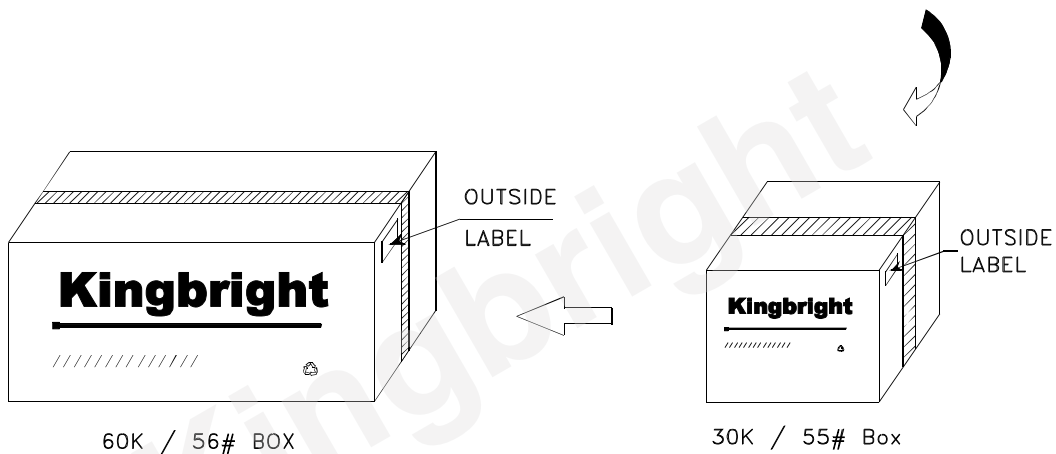 OUTSIDE
LABEL
Kingbright
60K / 56# BOX
OUTSIDE
LABEL
Kingbright
30K / 55# Box
Kingbright